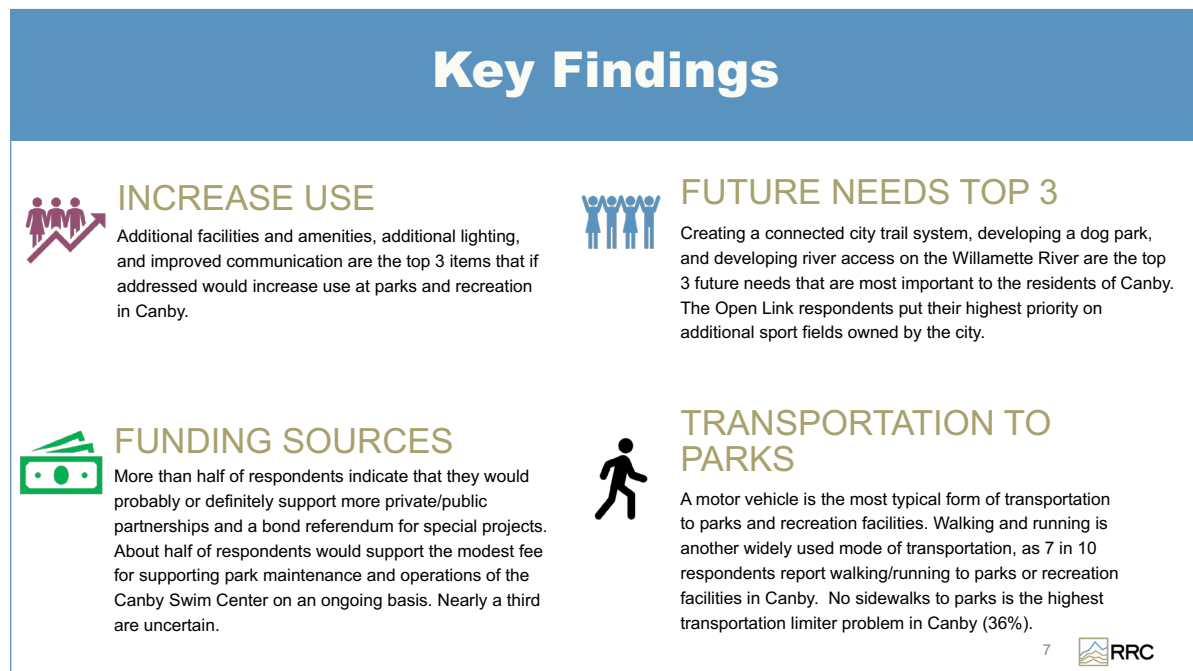 Key Findings
INCREASE USE
Additional facilities and amenities, additional lighting,
and improved communication are the top 3 items that if
addressed would increase use at parks and recreation
in Canby.
FUTURE NEEDS TOP 3
Creating a connected city trail system, developing a dog park,
and developing river access on the Willamette River are the top
3 future needs that are most important to the residents of Canby.
The Open Link respondents put their highest priority on
additional sport fields owned by the city.
FUNDING SOURCES
More than half of respondents indicate that they would
probably or definitely support more private/public
partnerships and a bond referendum for special projects.
About half of respondents would support the modest fee
for supporting park maintenance and operations of the
Canby Swim Center on an ongoing basis. Nearly a third
are uncertain.
TRANSPORTATION TO
PARKS
A motor vehicle is the most typical form of transportation
to parks and recreation facilities. Walking and running is
another widely used mode of transportation, as 7 in 10
respondents report walking/running to parks or recreation
facilities in Canby.  No sidewalks to parks is the highest
transportation limiter problem in Canby (36%).
7
RRC